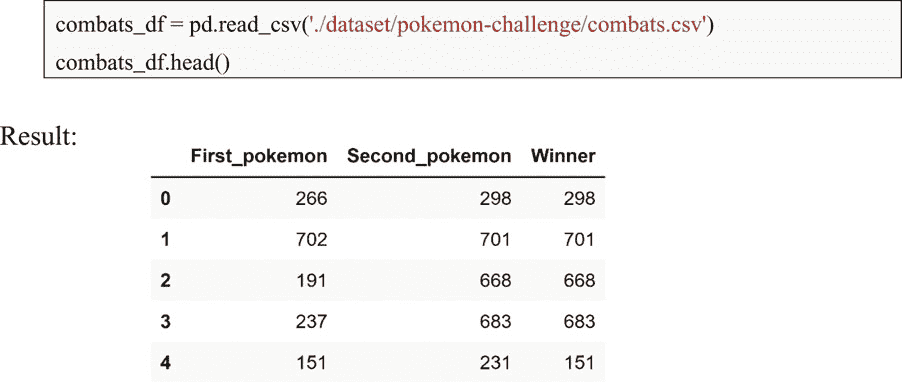 combats_df = pd.read_csv('./dataset/pokemon-challenge/combats.csv')
combats_df.head()
Result:
First_pokemon Second_pokemon Winner
0 266 298 298
1 702 701 701
2 191 668 668
3 237 683 683
4 151 231 151